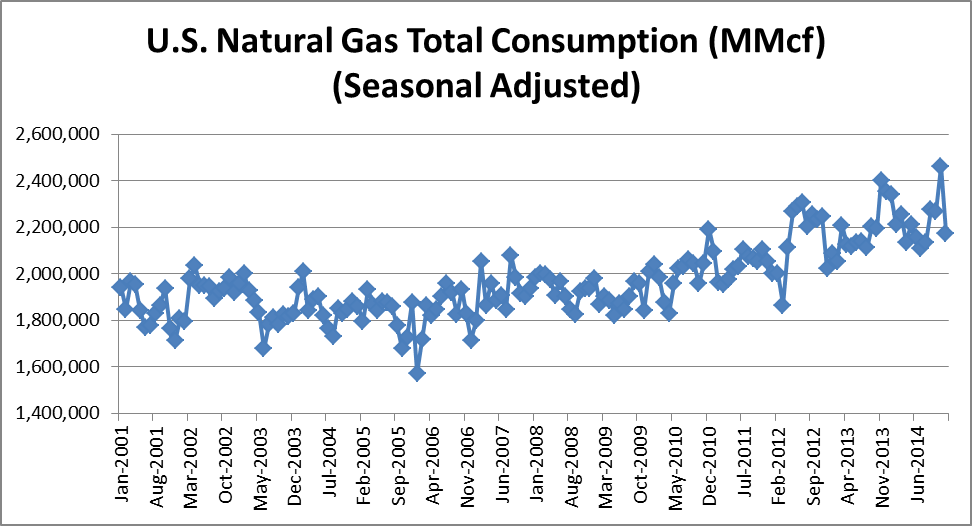 U.S. Natural Gas Total Consumption (MMcf)
(Seasonal Adjusted)
2,600,000
2,400,000
2,200,000
2,000,000
1,800,000
1,600,000
1,400,000
Jan-2001
Aug-2001
Mar-2002
Oct-2002
May-2003
Dec-2003
Jul-2004
Feb-2005
Sep-2005
Apr-2006
Nov-2006
Jun-2007
Jan-2008
Aug-2008
Mar-2009
Oct-2009
May-2010
Dec-2010
Jul-2011
Feb-2012
Sep-2012
Apr-2013
Nov-2013
Jun-2014